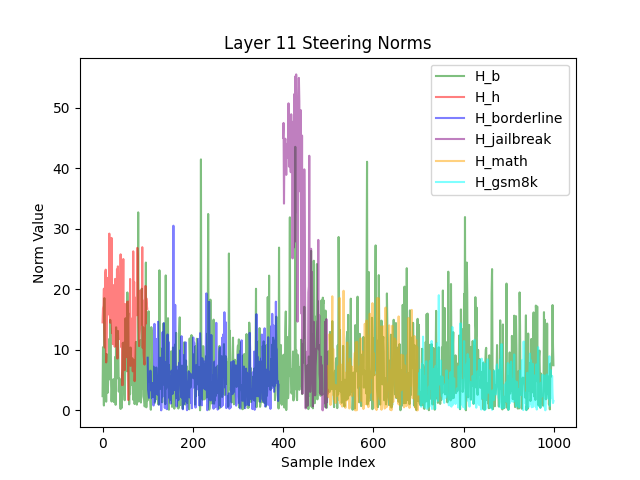 Layer 11 Steering Norms
H_b
H_h
H_borderline
H_jailbreak
H_math
H_gsm8k
Norm Value
50
40
30
20
10
0
0
200
400
600
800
1000
Sample Index